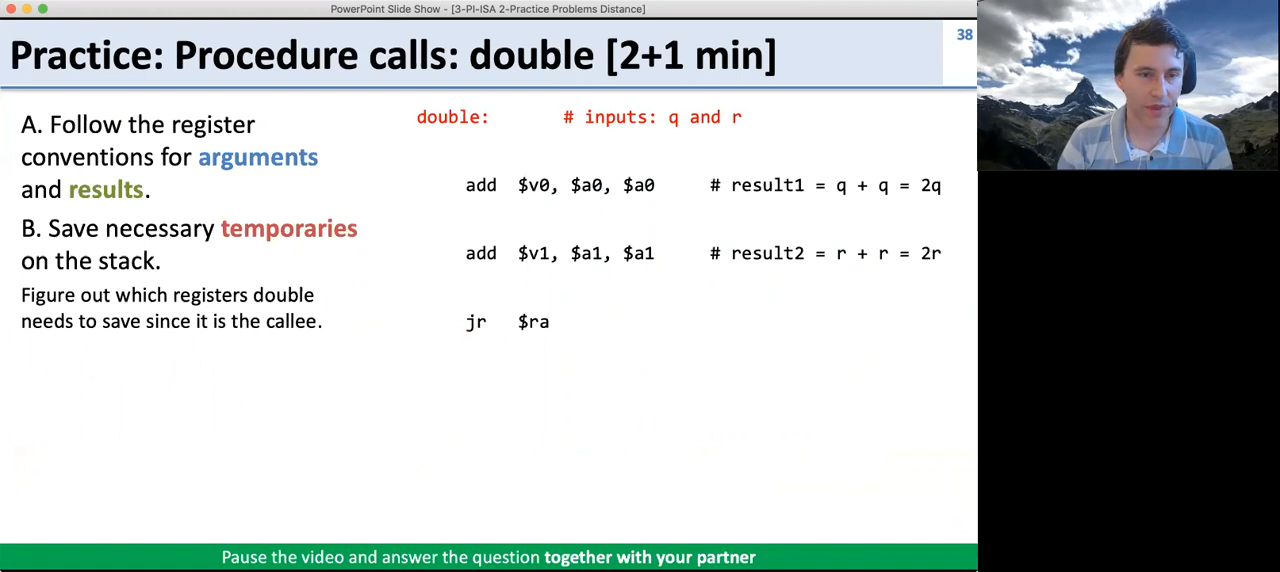 PowerPoint Slide Show - [3-PI-ISA 2-Practice Problems Distance]
Practice: Procedure calls: double [2+1 min]
38
A. Follow the register
conventions for arguments
and results.
B. Save necessary temporaries
on the stack.
Figure out which registers double
needs to save since it is the callee.
double: # inputs: q and r
add $v0, $a0, $a0 # result1 = q + q = 2q
add $v1, $a1, $a1 # result2 = r + r = 2r
jr $ra
Pause the video and answer the question together with your partner